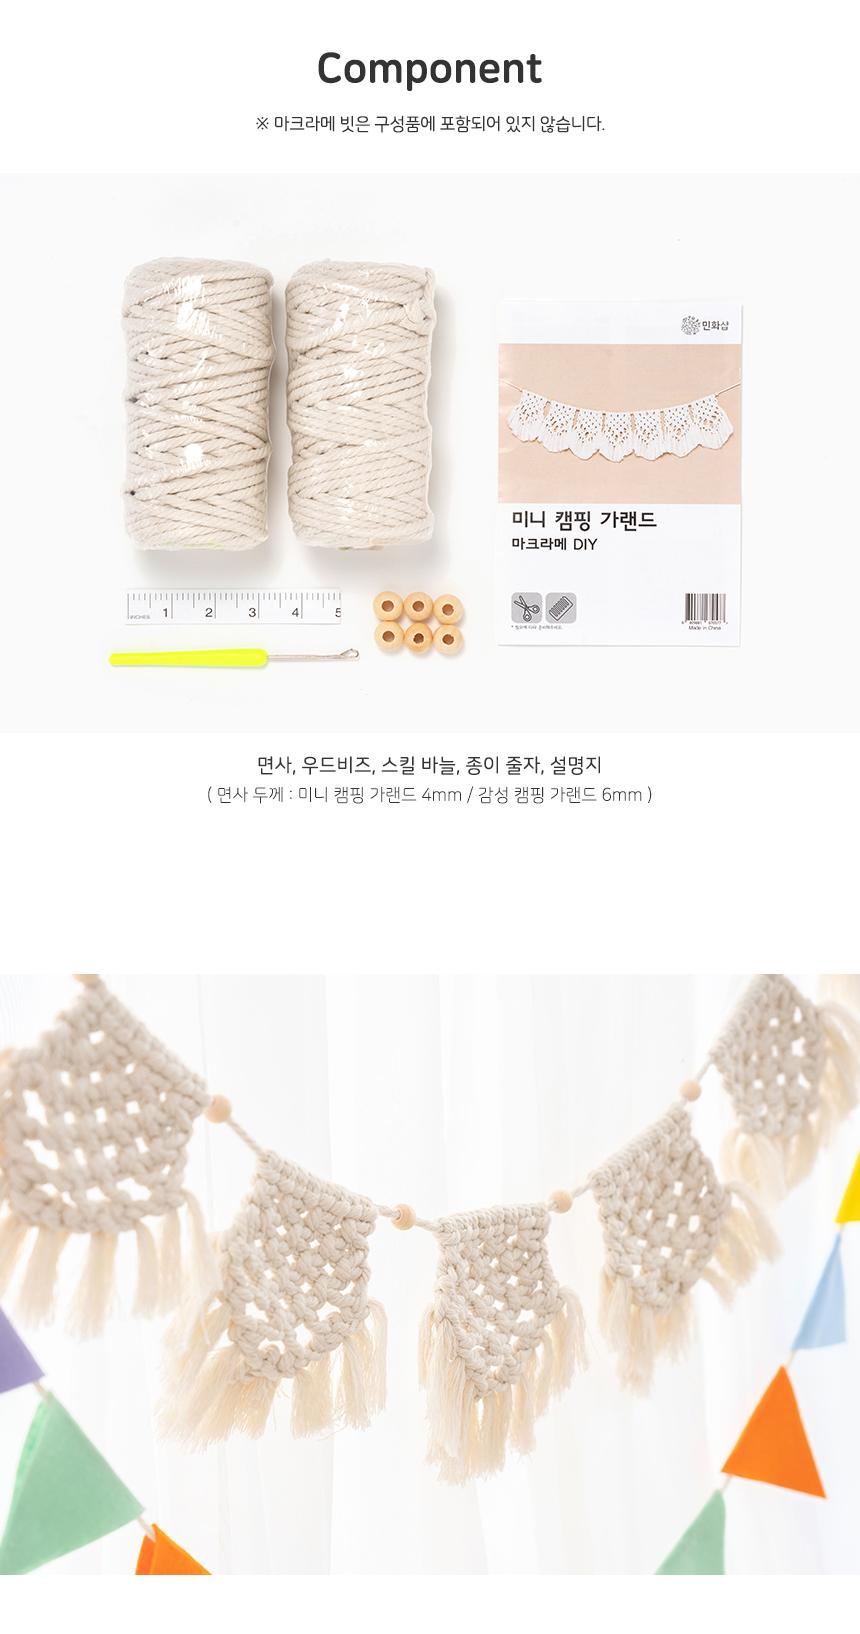 Component
※ 마크라메 빗은 구성품에 포함되어 있지 않습니다.
민화샵
미니 캠핑 가랜드
마크라메 DIY
INCHES 1 2 3 4 5
Made in China
면사, 우드비즈, 스킬 바늘, 종이 줄자, 설명지
( 면사 두께 : 미니 캠핑 가랜드 4mm / 감성 캠핑 가랜드 6mm )